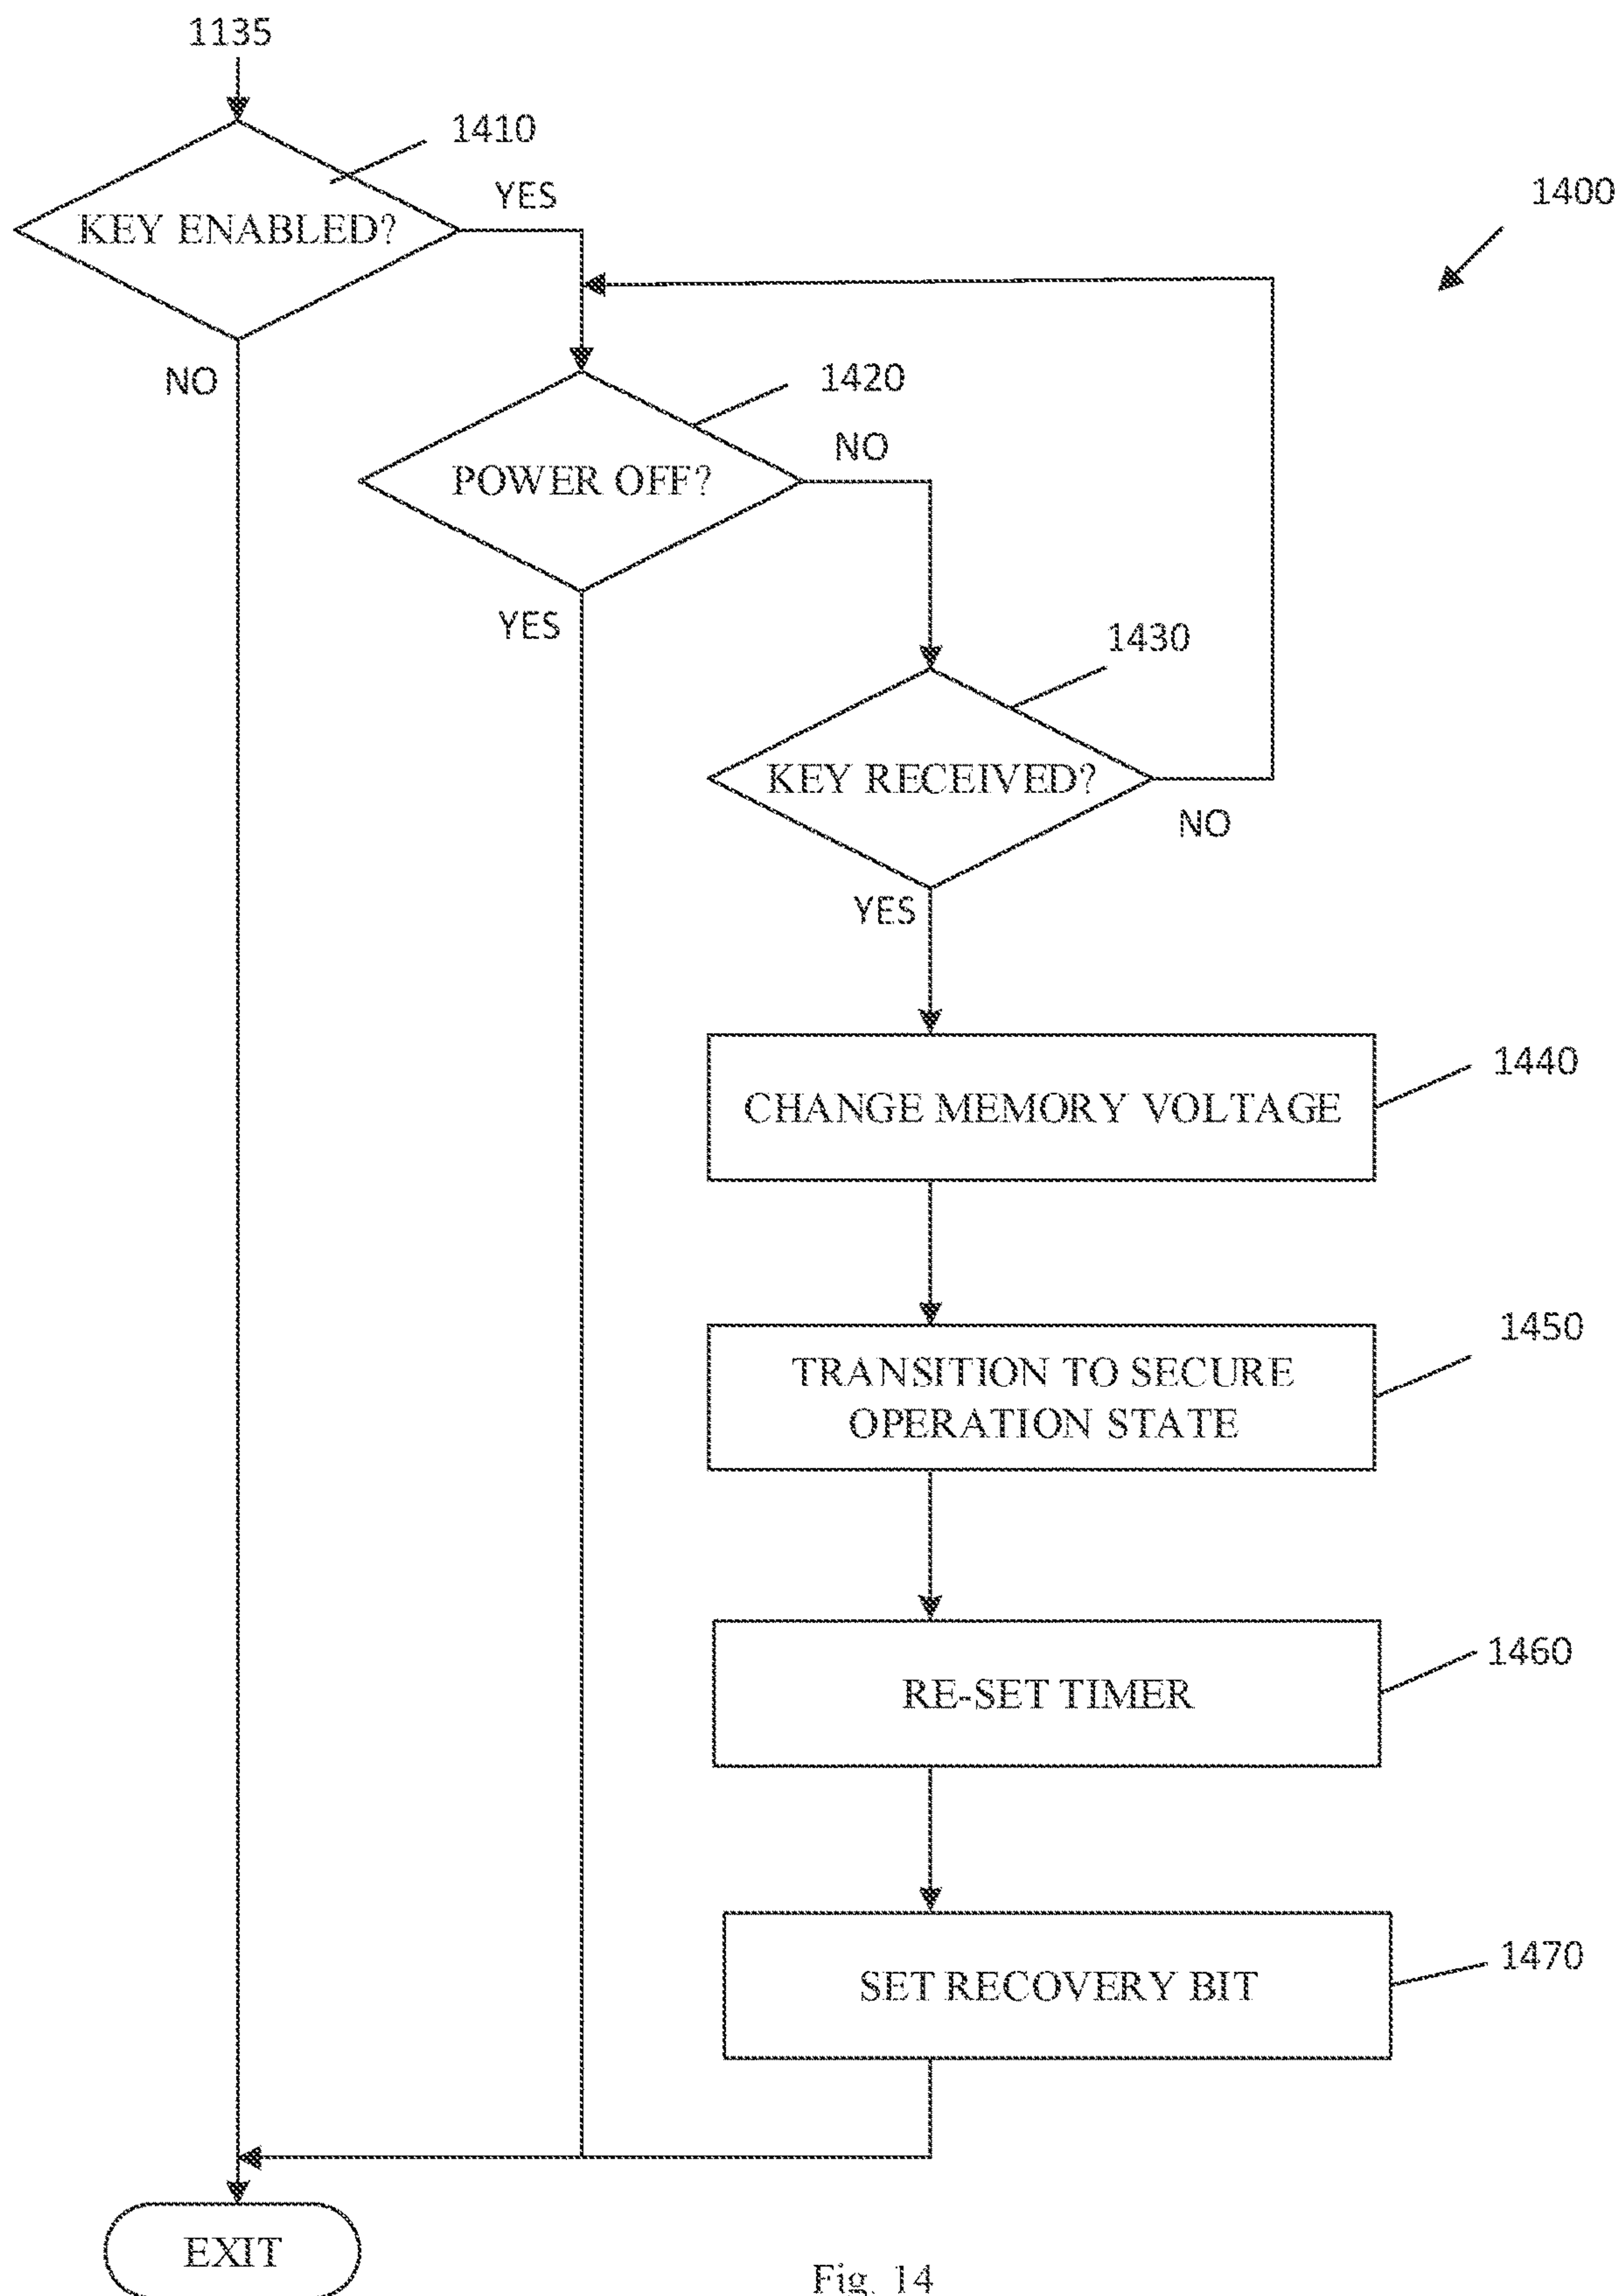 1135
1410
YES
1400
KEY ENABLED?
NO
1420
NO
POWER OFF?
YES
1430
KEY RECEIVED?
NO
YES
1440
CHANGE MEMORY VOLTAGE
1450
TRANSITION TO SECURE
OPERATION STATE
1460
RE-SET TIMER
1470
SET RECOVERY BIT
EXIT
Fig. 14